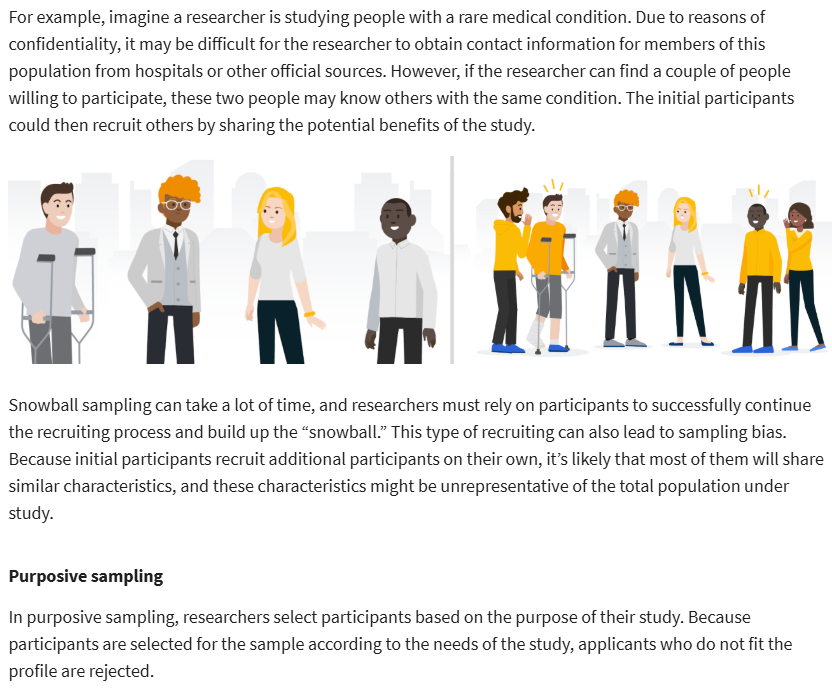 For example, imagine a researcher is studying people with a rare medical condition. Due to reasons of
confidentiality, it may be difficult for the researcher to obtain contact information for members of this
population from hospitals or other official sources. However, if the researcher can find a couple of people
willing to participate, these two people may know others with the same condition. The initial participants
could then recruit others by sharing the potential benefits of the study.
Snowball sampling can take a lot of time, and researchers must rely on participants to successfully continue
the recruiting process and build up the “snowball.” This type of recruiting can also lead to sampling bias.
Because initial participants recruit additional participants on their own, it’s likely that most of them will share
similar characteristics, and these characteristics might be unrepresentative of the total population under
study.
Purposive sampling
In purposive sampling, researchers select participants based on the purpose of their study. Because
participants are selected for the sample according to the needs of the study, applicants who do not fit the
profile are rejected.